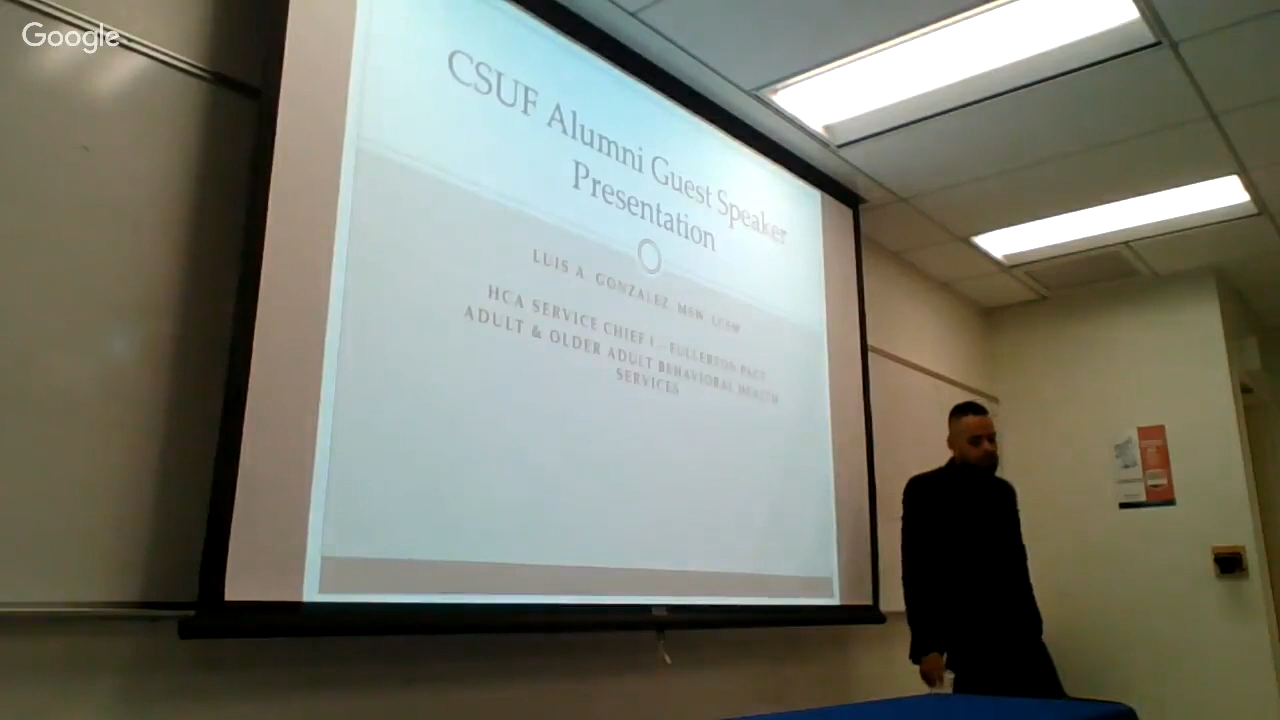 Google
CSUF Alumni Guest Speaker
Presentation
LUIS A GONZALEZ MSW LCSW
HCA SERVICE CHIEF I – FULLERTON PACT
ADULT & OLDER ADULT BEHAVIORAL HEALTH
SERVICES